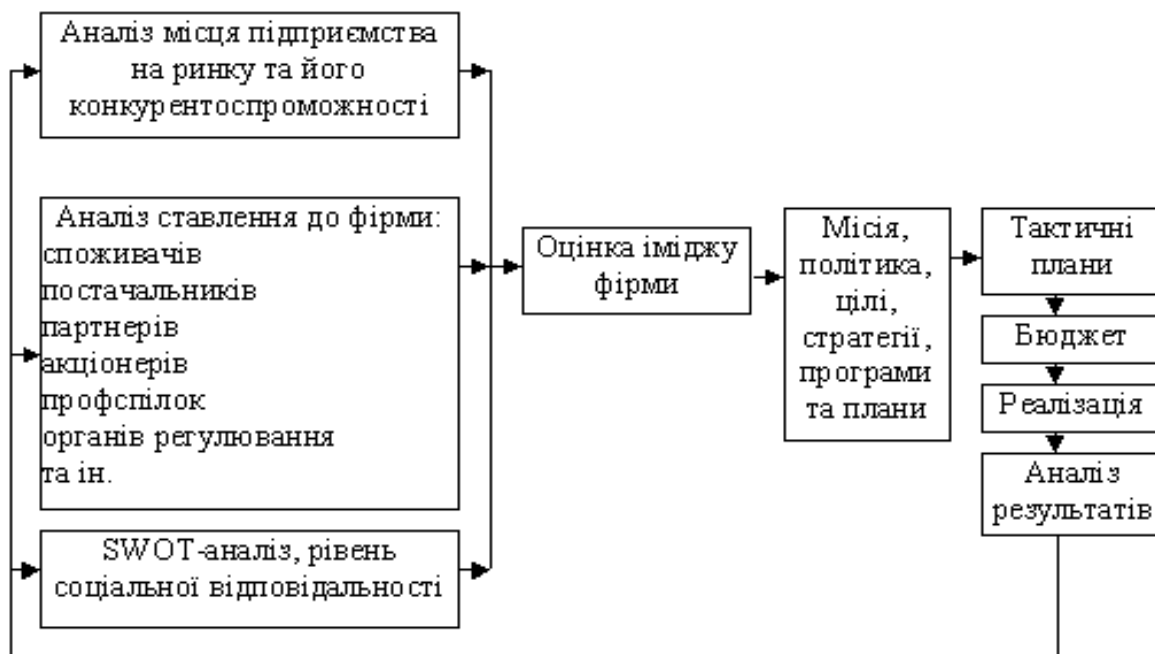 Аналіз місця підприємства
на ринку та його
конкурентоспроможності
Аналіз ставлення до фірми:
споживачів
постачальників
партнерів
акціонерів
профспілок
органів регулювання
та ін.
SWOT-аналіз, рівень
соціальної відповідальності
Оцінка іміджу
фірми
Місія,
політика,
цілі,
стратегії,
програми
та плани
Тактичні
плани
Бюджет
Реалізація
Аналіз
результатів